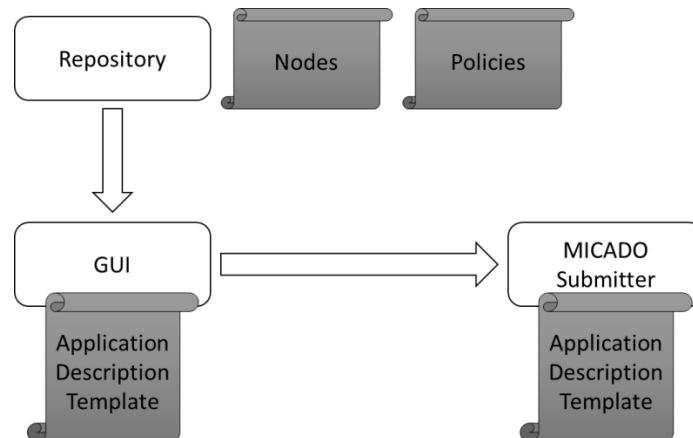 Repository
Nodes
Policies
GUI
MICADO
Submitter
Application
Description
Template
Application
Description
Template